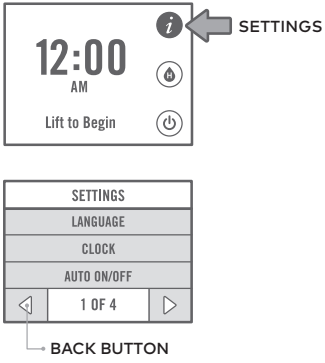 i
SETTINGS
12:00
AM
H
Lift to Begin
SETTINGS
LANGUAGE
CLOCK
AUTO ON/OFF
1 OF 4
BACK BUTTON